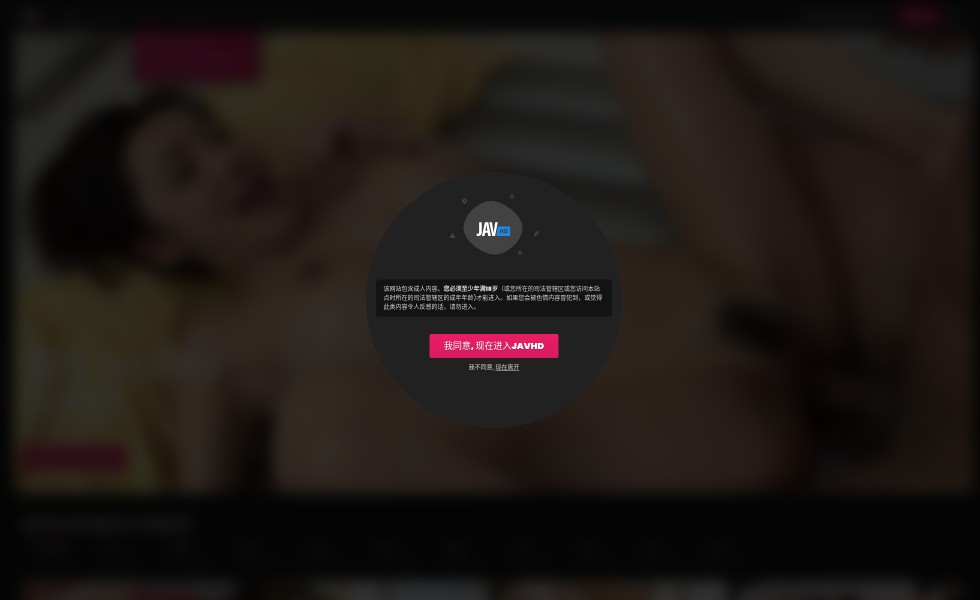 JAV HD
该网站包含成人内容。您必须至少年满18岁（或您所在的司法管辖区或您访问本站
点时所在的司法管辖区的成年年龄)才能进入。如果您会被色情内容冒犯到，或觉得
此类内容令人反感的话，请勿进入。
我同意, 现在进入JAVHD
我不同意, 现在离开